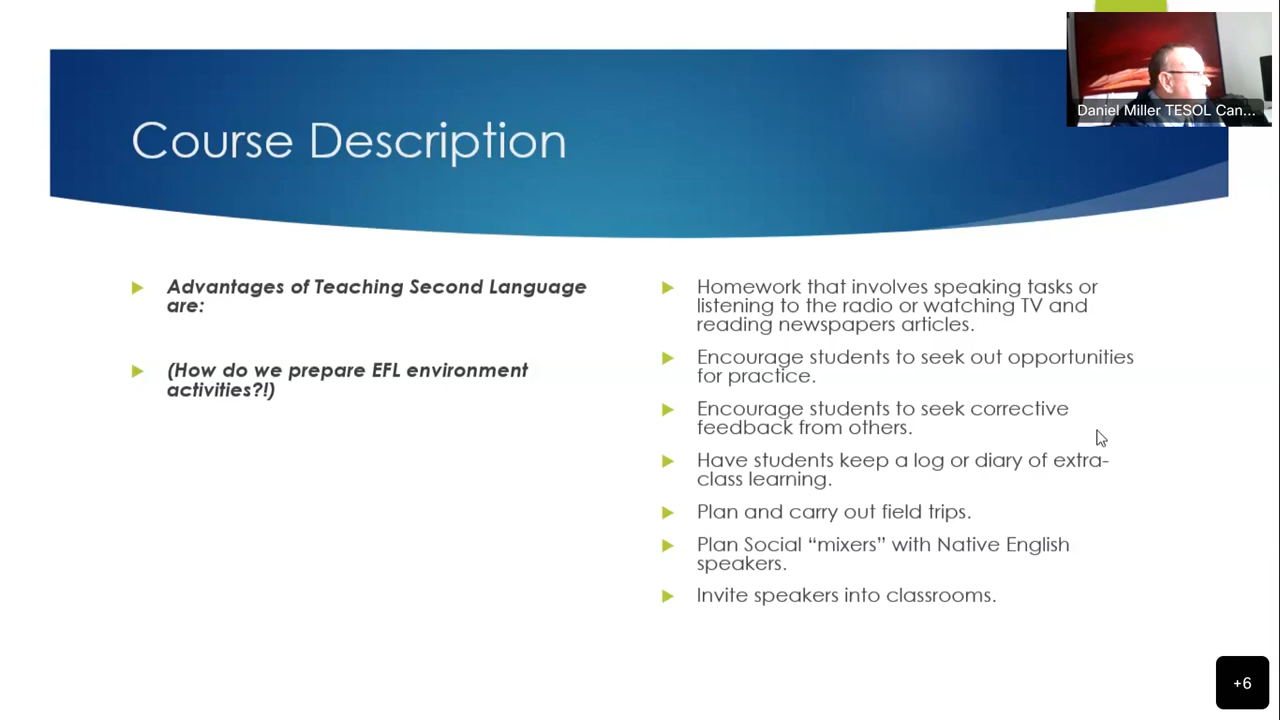 Daniel Miller TESOL Can...
Course Description
Advantages of Teaching Second Language
are:
(How do we prepare EFL environment
activities?!)
Homework that involves speaking tasks or
listening to the radio or watching TV and
reading newspapers articles.
Encourage students to seek out opportunities
for practice.
Encourage students to seek corrective
feedback from others.
Have students keep a log or diary of extra-
class learning.
Plan and carry out field trips.
Plan Social “mixers” with Native English
speakers.
Invite speakers into classrooms.
+6